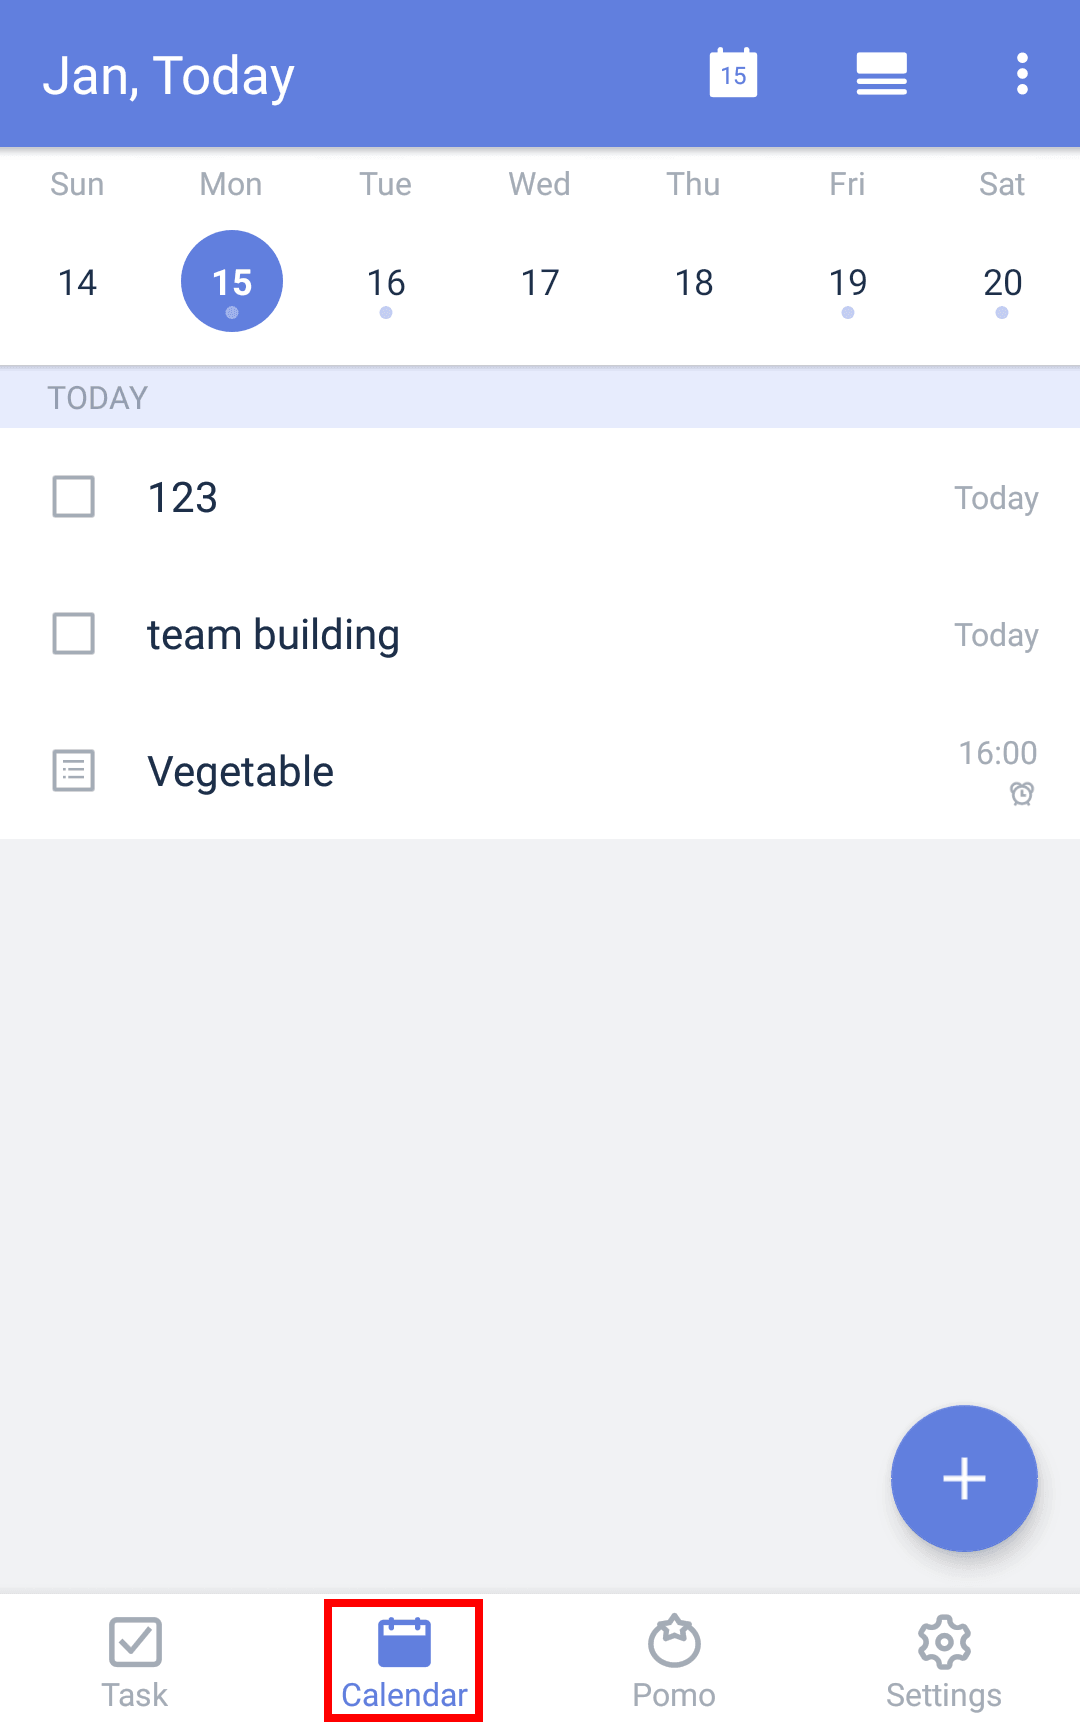 Jan, Today 15
Sun Mon Tue Wed Thu Fri Sat
14 15 16 17 18 19 20
TODAY
123 Today
team building Today
Vegetable 16:00
Task Calendar Pomo Settings